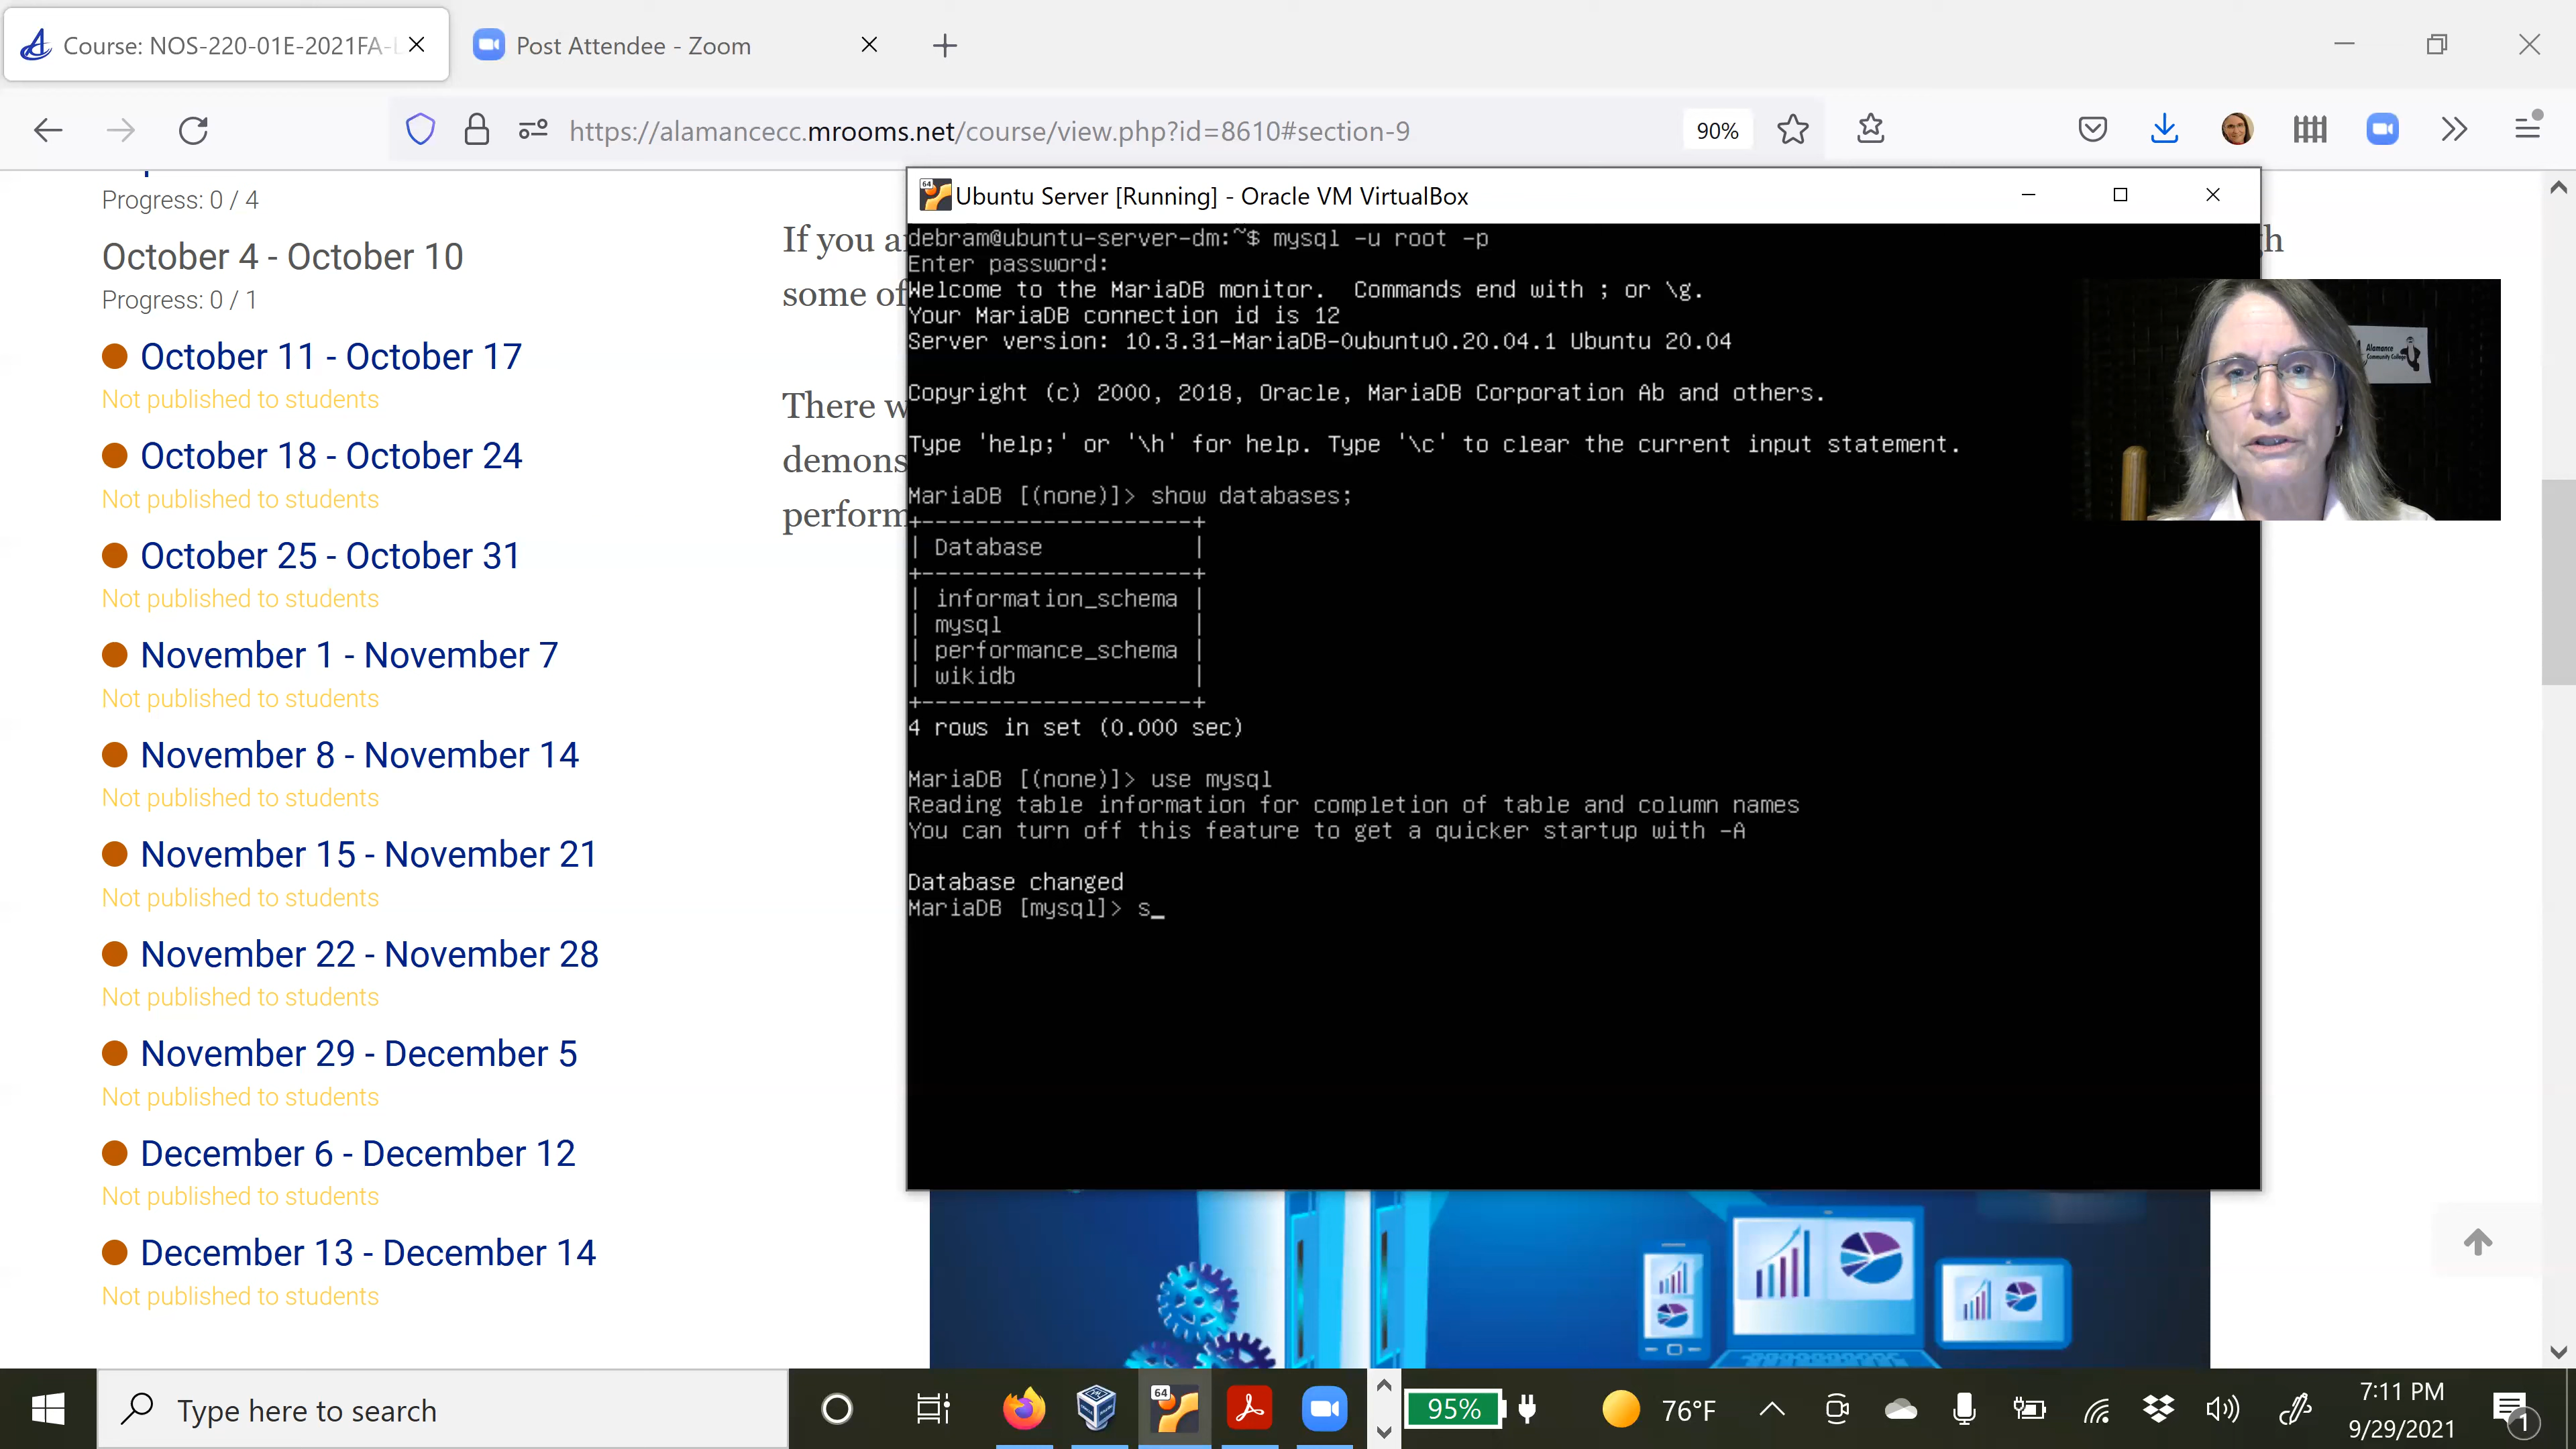 Course: NOS-220-01E-2021FA-L
Post Attendee - Zoom
https://alamancecc.mrooms.net/course/view.php?id=8610#section-9
90%
Progress: 0 / 4
October 4 - October 10
Progress: 0 / 1
October 11 - October 17
Not published to students
October 18 - October 24
Not published to students
October 25 - October 31
Not published to students
November 1 - November 7
Not published to students
November 8 - November 14
Not published to students
November 15 - November 21
Not published to students
November 22 - November 28
Not published to students
November 29 - December 5
Not published to students
December 6 - December 12
Not published to students
December 13 - December 14
Not published to students
If you a
some of
There w
demons
perform
64
Ubuntu Server [Running] - Oracle VM VirtualBox
debram@ubuntu-server-dm:~$ mysql -u root -p
Enter password:
Welcome to the MariaDB monitor.  Commands end with ; or \g.
Your MariaDB connection id is 12
Server version: 10.3.31-MariaDB-0ubuntu0.20.04.1 Ubuntu 20.04
Copyright (c) 2000, 2018, Oracle, MariaDB Corporation Ab and others.
Type 'help;' or '\h' for help. Type '\c' to clear the current input statement.
MariaDB [(none)]> show databases;
+--------------------+
| Database           |
+--------------------+
| information_schema |
| mysql              |
| performance_schema |
| wikidb             |
+--------------------+
4 rows in set (0.000 sec)
MariaDB [(none)]> use mysql
Reading table information for completion of table and column names
You can turn off this feature to get a quicker startup with -A
Database changed
MariaDB [mysql]> s_
h
Alamance
Community College
Type here to search
64
95%
76°F
7:11 PM
9/29/2021
1